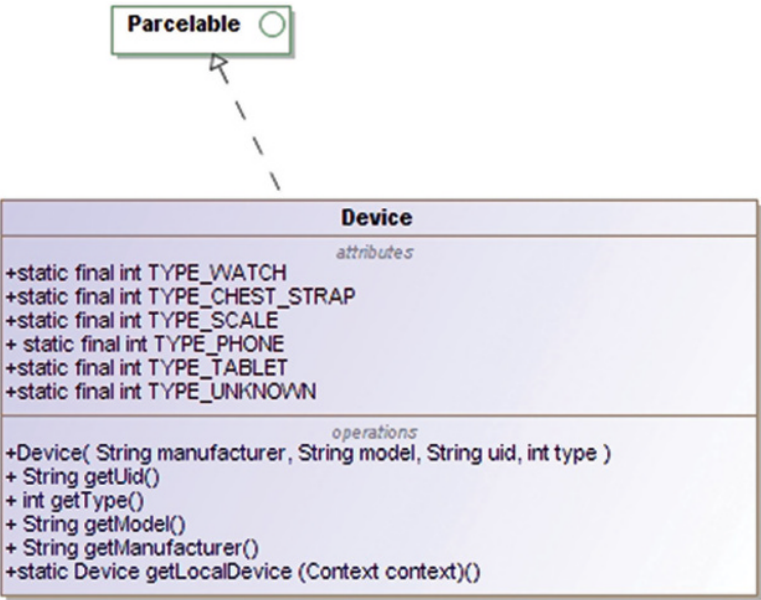 Parcelable
Device
attributes
+static final int TYPE_WATCH
+static final int TYPE_CHEST_STRAP
+static final int TYPE_SCALE
+ static final int TYPE_PHONE
+static final int TYPE_TABLET
+static final int TYPE_UNKNOWN
operations
+Device( String manufacturer, String model, String uid, int type )
+ String getUid()
+ int getType()
+ String getModel()
+ String getManufacturer()
+static Device getLocalDevice (Context context)()